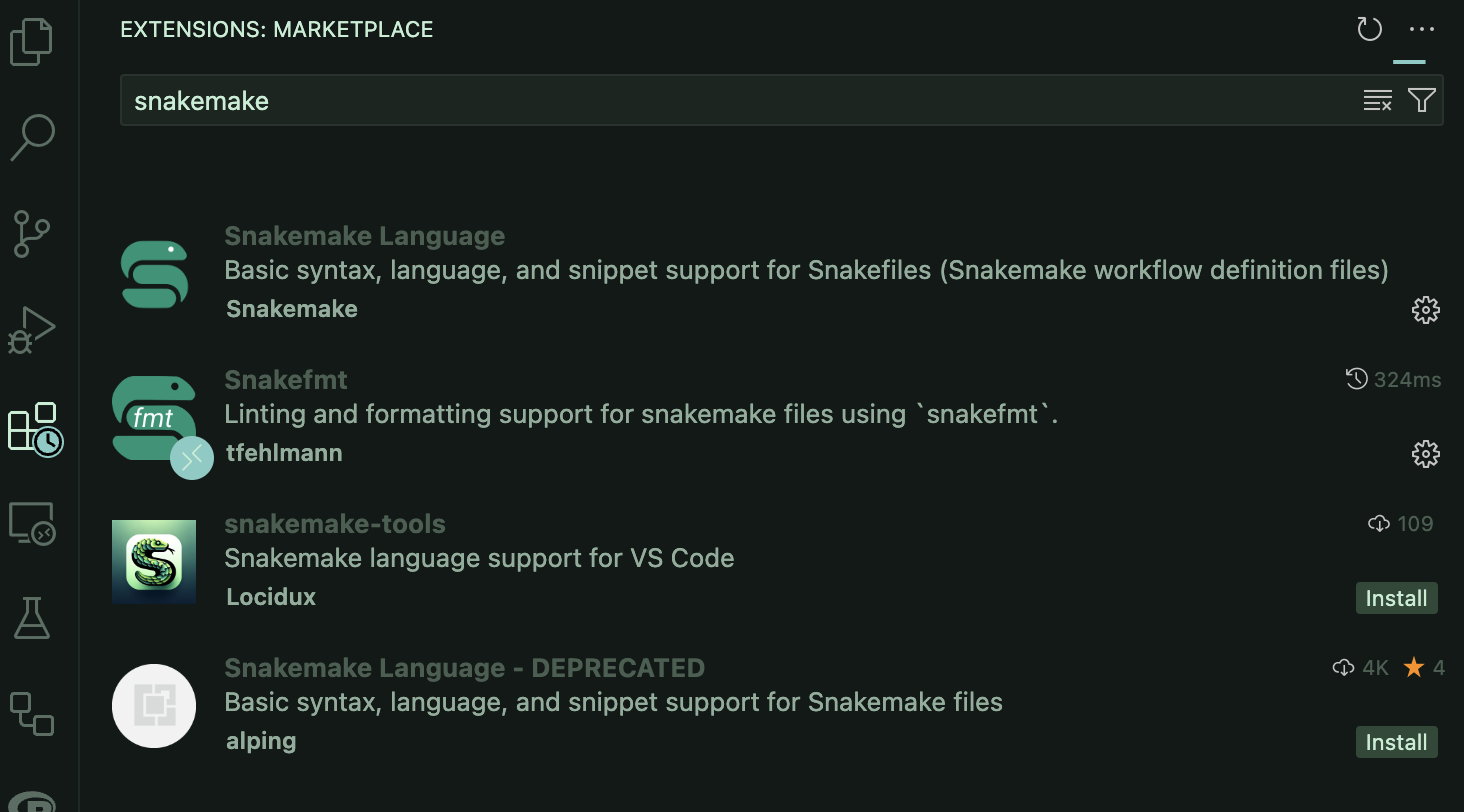 EXTENSIONS: MARKETPLACE
snakemake
Snakemake Language
Basic syntax, language, and snippet support for Snakefiles (Snakemake workflow definition files)
Snakemake
Snakefmt 324ms
fmt
Linting and formatting support for snakemake files using `snakefmt`.
tfehlmann
snakemake-tools 109
Snakemake language support for VS Code
Locidux
Install
Snakemake Language - DEPRECATED 4K 4
Basic syntax, language, and snippet support for Snakemake files
alping
Install